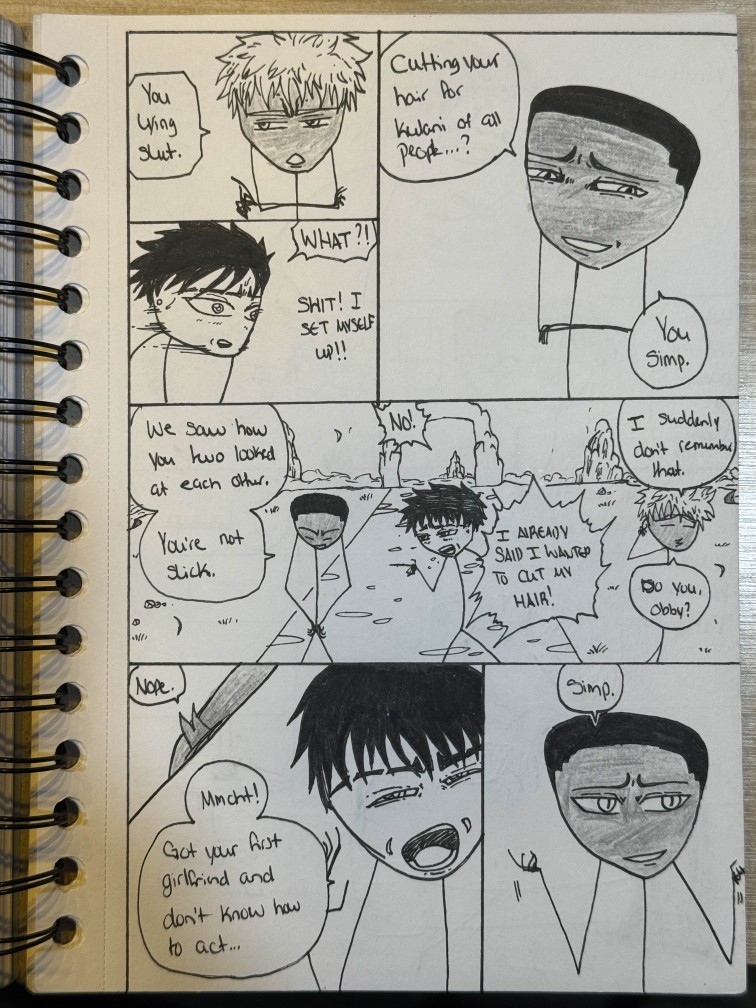 You
lying
slut.
Cutting your
hair for
Kulani of all
people...?
You
Simp.
WHAT?!
SHIT! I
SET MYSELF
UP!!
We saw how
you two looked
at each other.
You're not
slick.
NO!
I ALREADY
SAID I WANTED
TO CUT MY
HAIR!
I suddenly
don't remember
that.
Do you,
Obby?
Nope.
Mmcht!
Got your first
girlfriend and
don't know how
to act...
Simp.